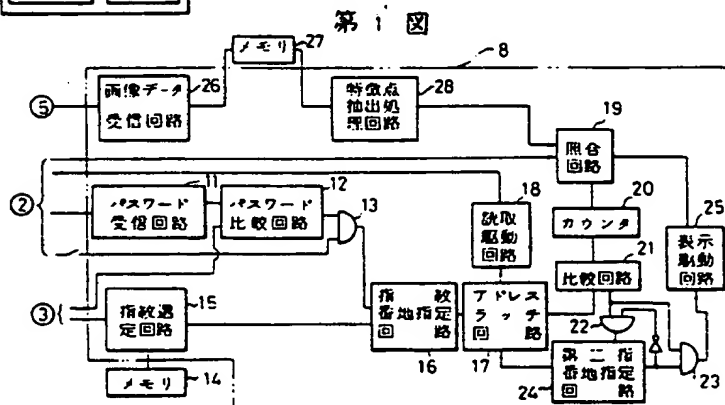 第1図
メモリ
27
8
⑤
画像データ
受信回路
26
特徴点
抽出処
理回路
28
照合
回路
19
②
パスワード
受信回路
11
パスワード
比較回路
12
13
読取
駆動
回路
18
カウンタ
20
比較回路
21
表示
駆動
回路
25
③
指紋選
定回路
15
指紋
番地指定
回路
16
アドレス
ラッチ
回路
17
22
第二指
番地指定
回路
24
23
メモリ
14